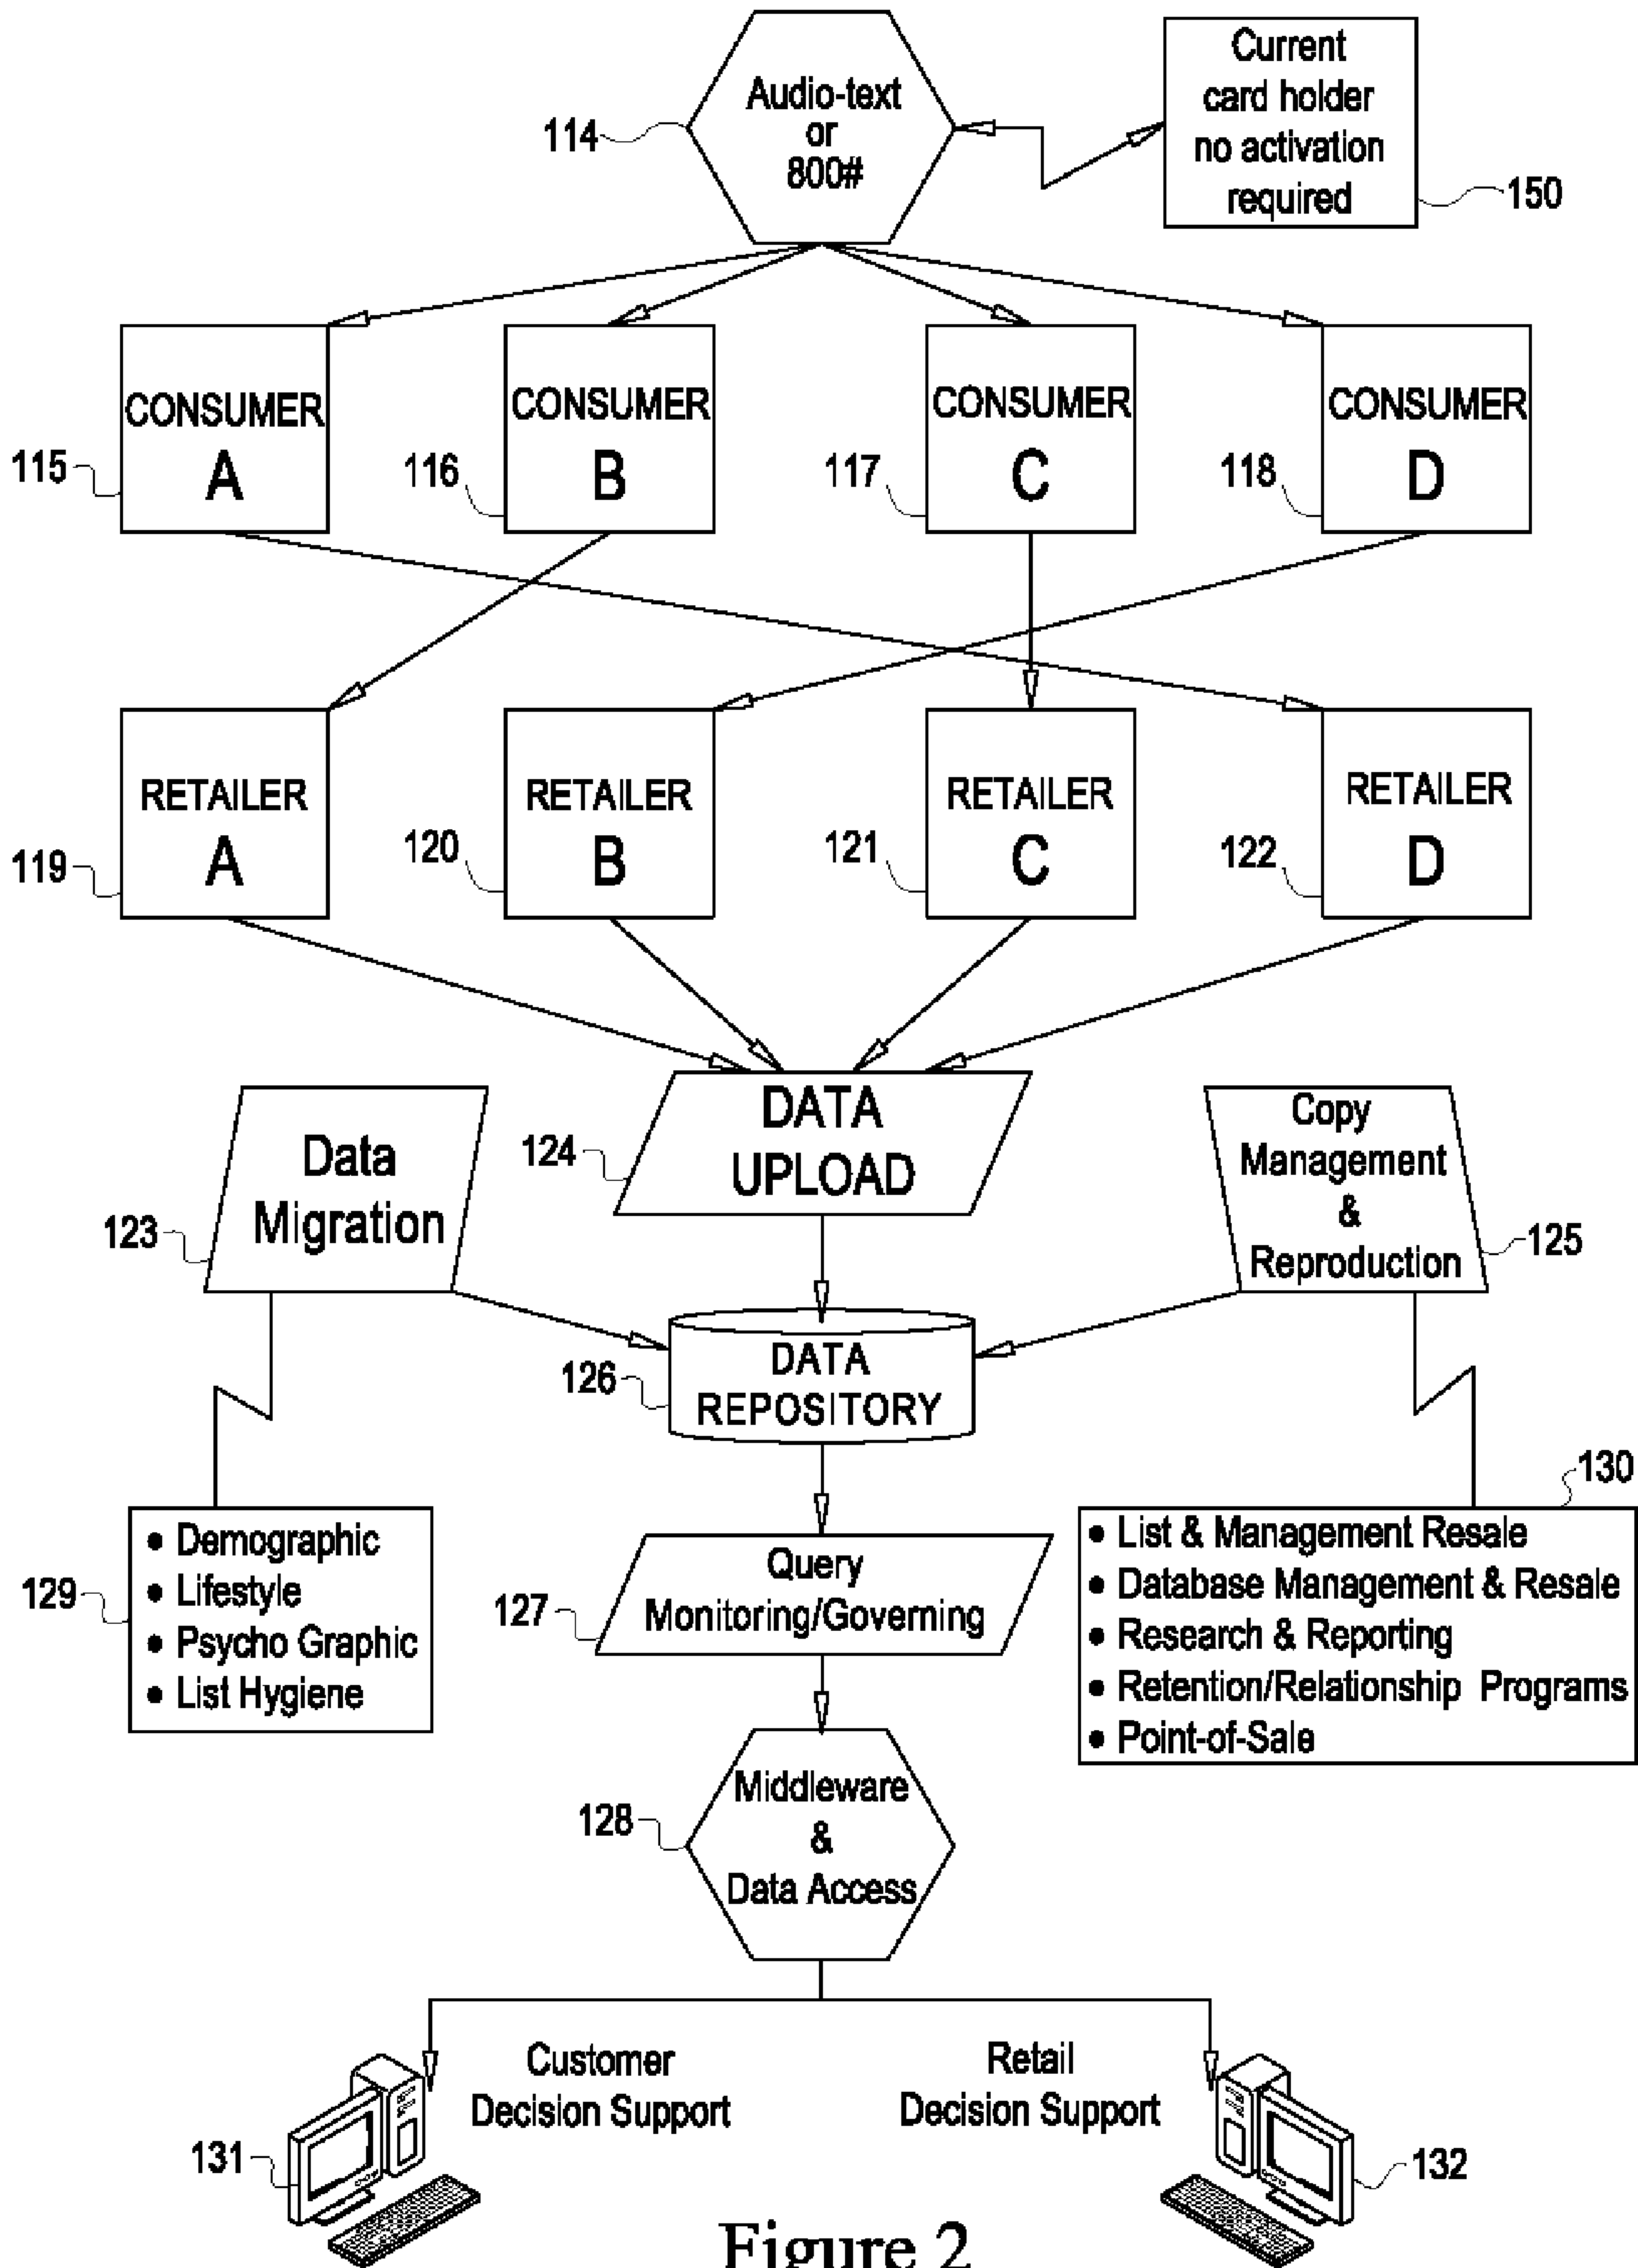 Audio-text
or
800#
114
Current
card holder
no activation
required
150
CONSUMER
A
115
CONSUMER
B
116
CONSUMER
C
117
CONSUMER
D
118
RETAILER
A
119
RETAILER
B
120
RETAILER
C
121
RETAILER
D
122
Data
Migration
123
DATA
UPLOAD
124
Copy
Management
&
Reproduction
125
DATA
REPOSITORY
126
• Demographic
• Lifestyle
• Psycho Graphic
• List Hygiene
129
Query
Monitoring/Governing
127
130
• List & Management Resale
• Database Management & Resale
• Research & Reporting
• Retention/Relationship Programs
• Point-of-Sale
Middleware
&
Data Access
128
Customer
Decision Support
131
Retail
Decision Support
132
Figure 2